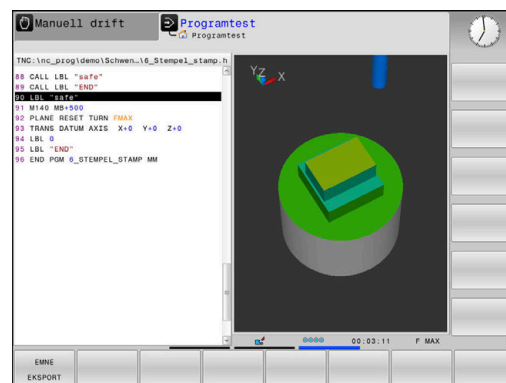 Manuell drift
Programtest
Programtest
TNC:\nc_prog\demo\Schwen…\6_Stempel_stamp.h
88 CALL LBL "safe"
89 CALL LBL "END"
90 LBL "safe"
91 M140 MB+500
92 PLANE RESET TURN FMAX
93 TRANS DATUM AXIS X+0 Y+0 Z+0
94 LBL 0
95 LBL "END"
96 END PGM 6_STEMPEL_STAMP MM
YZ X
00:03:11 F MAX
EMNE
EKSPORT